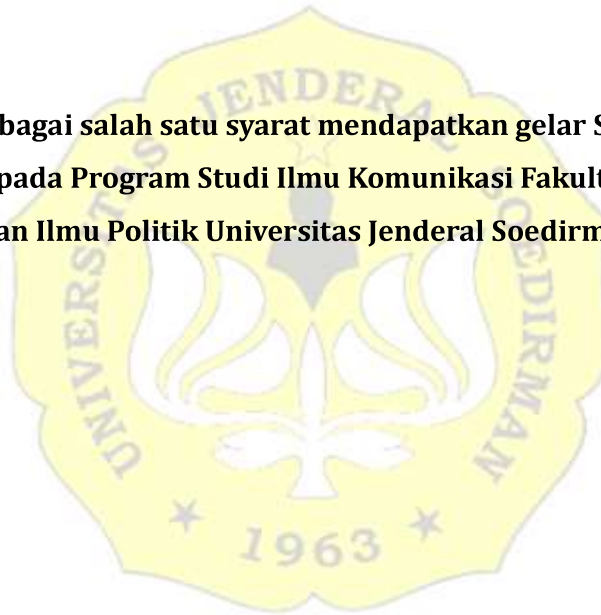 UNIVERSITAS JENDERAL SOEDIRMAN
bagai salah satu syarat mendapatkan gelar S
pada Program Studi Ilmu Komunikasi Fakult
an Ilmu Politik Universitas Jenderal Soedirm
1963